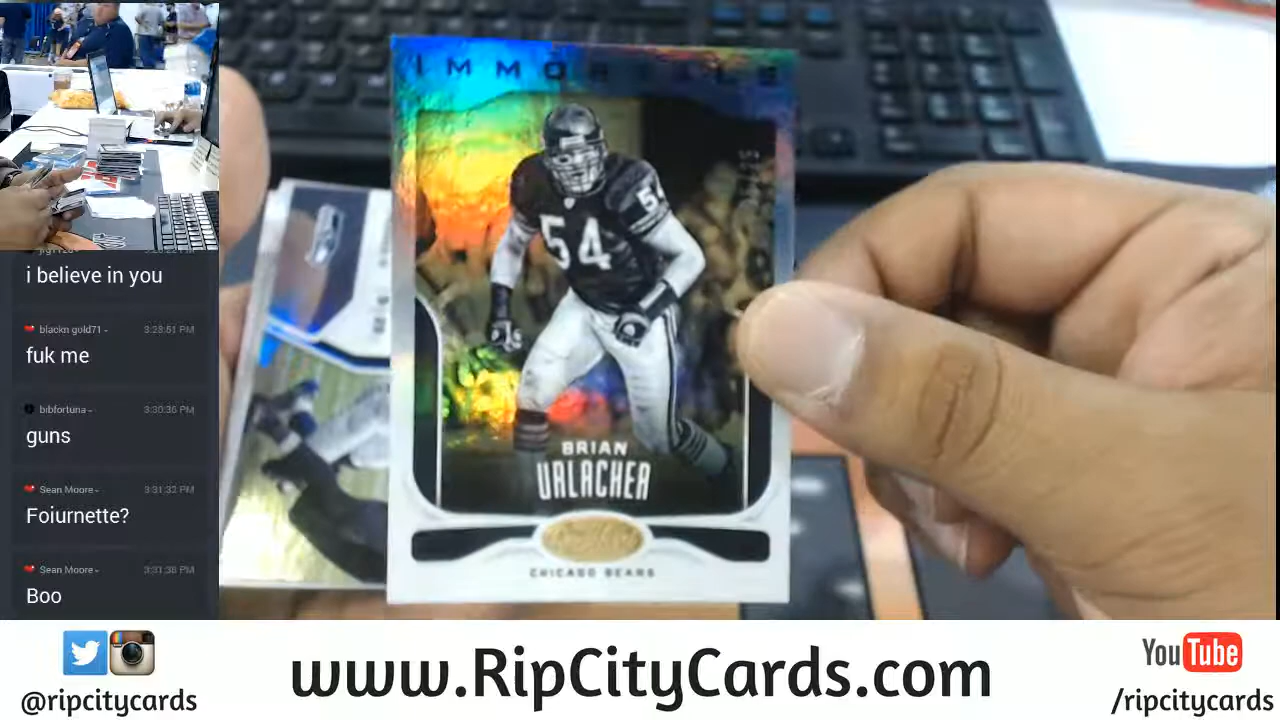 IMMORTALS
54
5
BRIAN
URLACHER
CHICAGO BEARS
i believe in you
blackn gold71 -
3:28:51 PM
fuk me
bibfortuna -
3:30:36 PM
guns
Sean Moore -
3:31:32 PM
Foiurnette?
Sean Moore -
3:31:38 PM
Boo
@ripcitycards
www.RipCityCards.com
YouTube
/ripcitycards